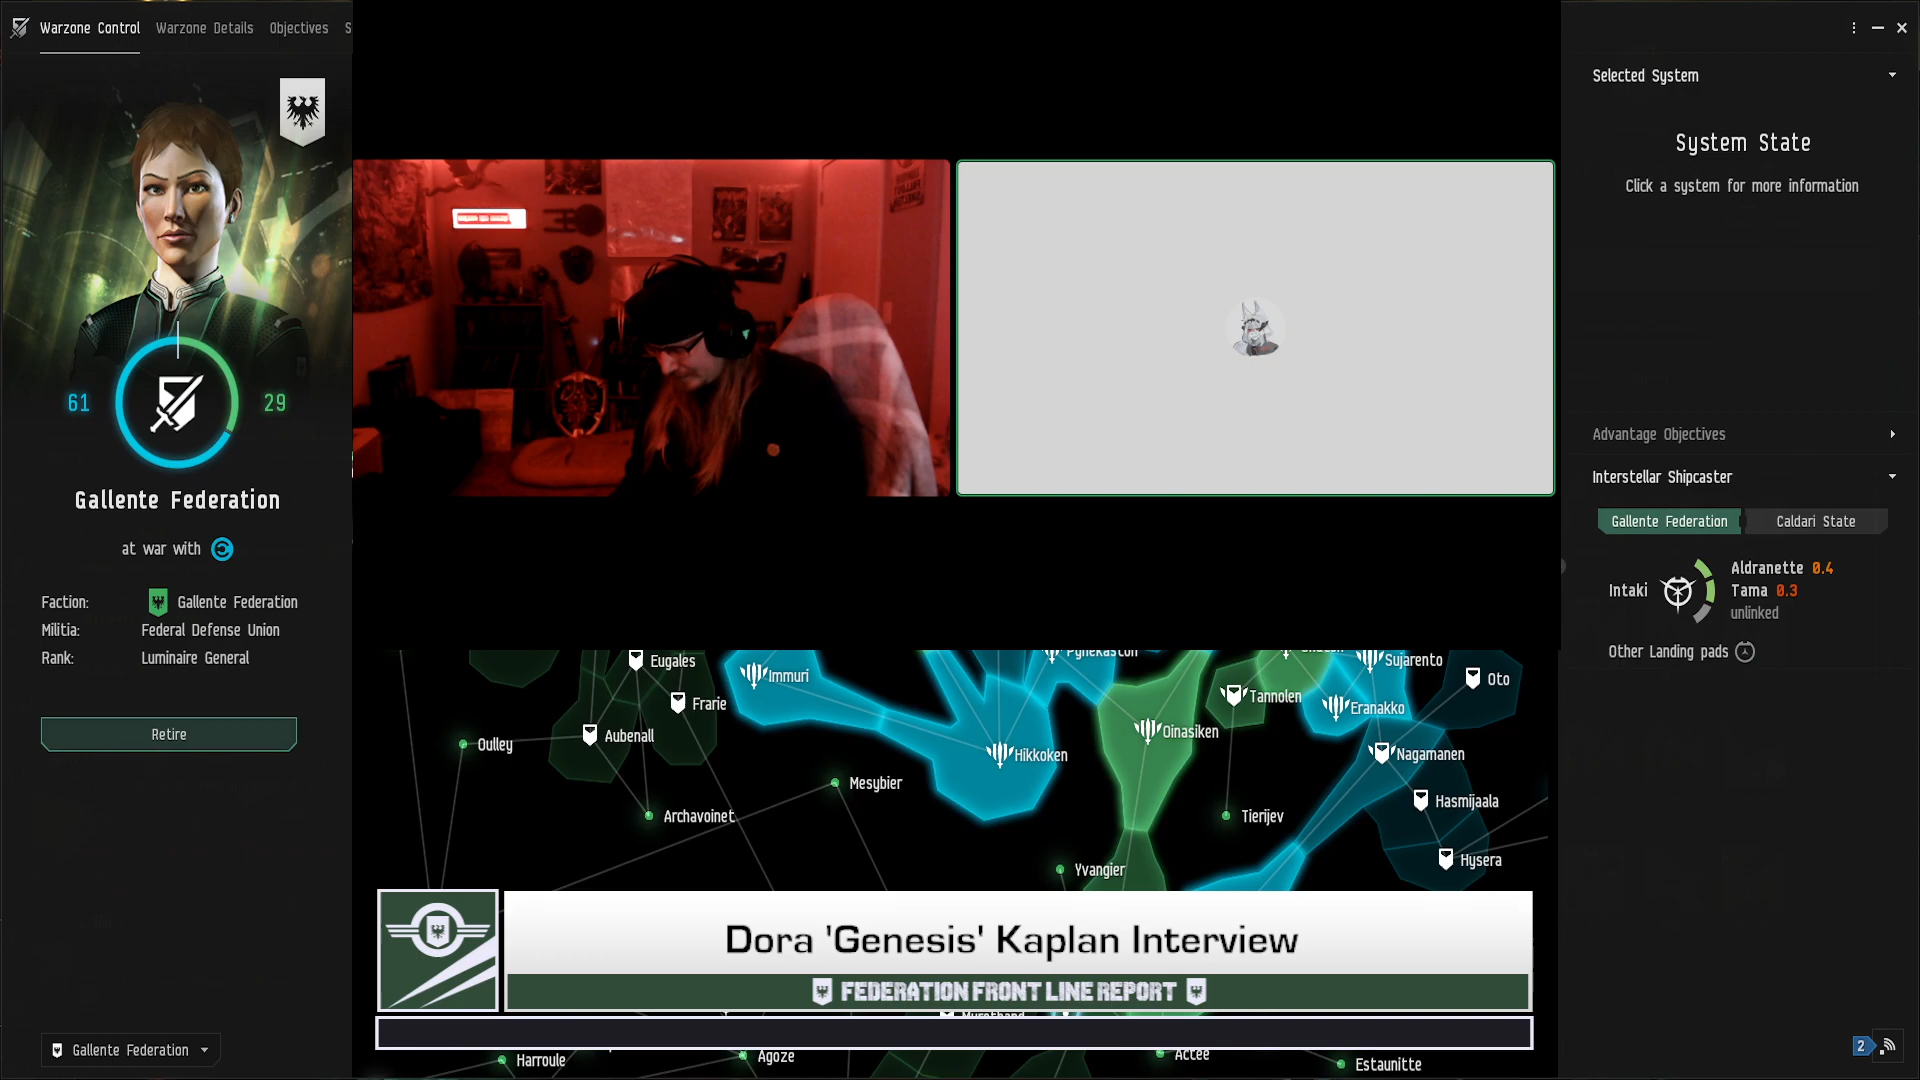 Warzone Control
Warzone Details
Objectives
S
61
29
Gallente Federation
at war with
Faction:
Gallente Federation
Militia:
Federal Defense Union
Rank:
Luminaire General
Retire
Gallente Federation
Selected System
System State
Click a system for more information
Advantage Objectives
Interstellar Shipcaster
Gallente Federation
Caldari State
Intaki
Aldranette 0.4
Tama 0.3
unlinked
Other Landing pads
2
Eugales
Immuri
Pynekaston
Sujarento
Oto
Frarie
Tannolen
Eranakko
Aubenall
Oulley
Oinasiken
Hikkoken
Nagamanen
Mesybier
Hasmijaala
Archavoinet
Tierijev
Yvangier
Hysera
Dora 'Genesis' Kaplan Interview
FEDERATION FRONT LINE REPORT
Harroule
Agoze
Actee
Estaunitte